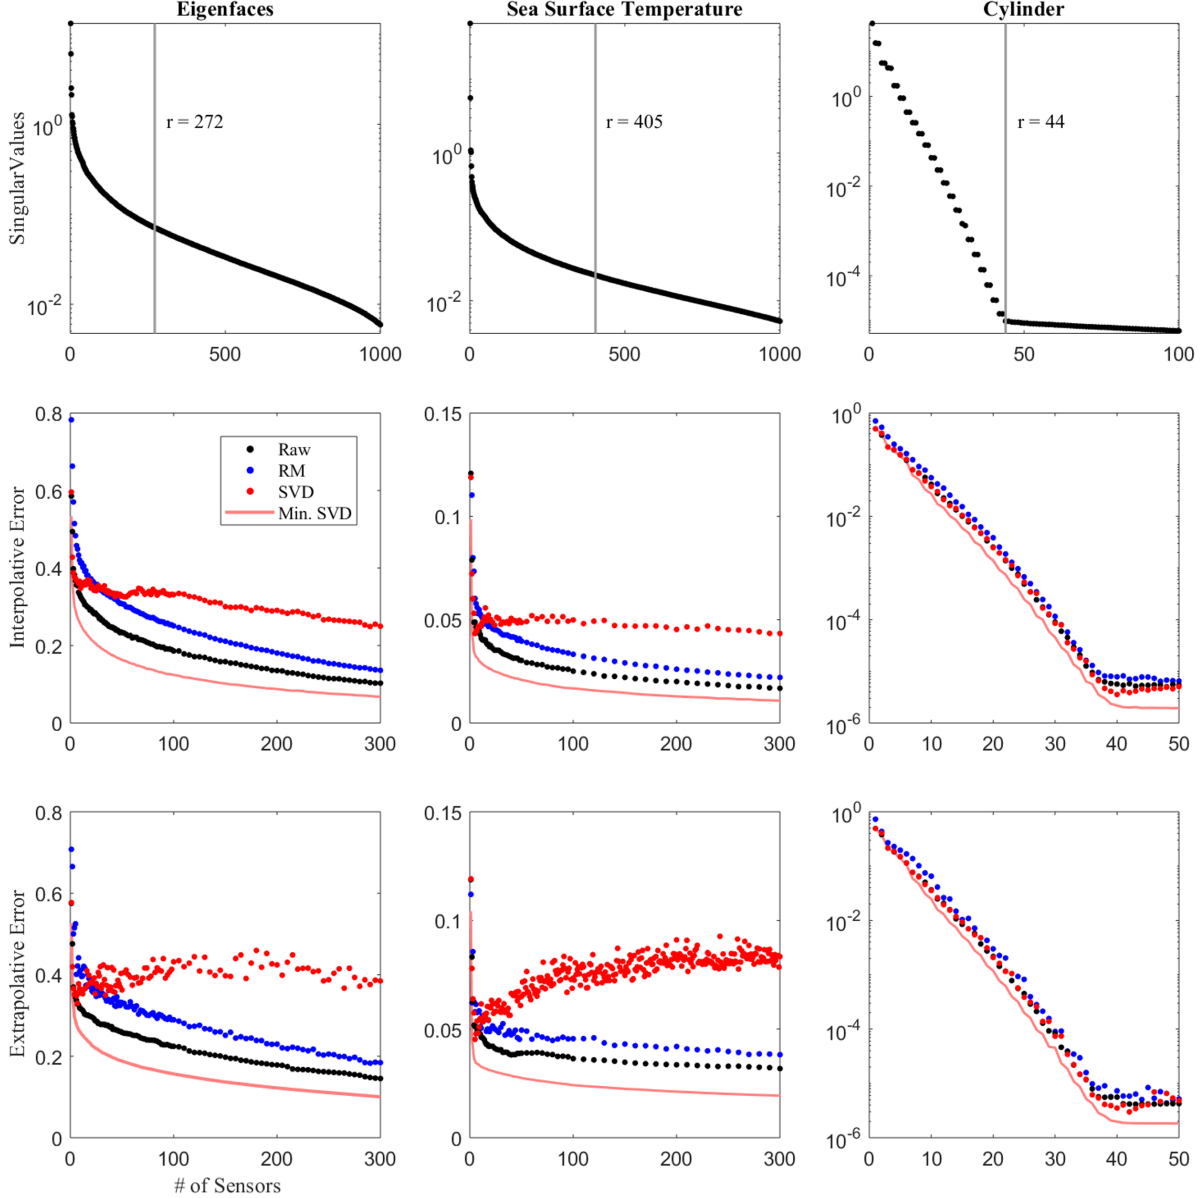 Eigenfaces
Sea Surface Temperature
Cylinder
Singular Values
10^0
10^-2
r = 272
0 500 1000
10^0
10^-2
r = 405
0 500 1000
10^0
10^-2
10^-4
r = 44
0 50 100
Interpolative Error
0.8
0.6
0.4
0.2
0
Raw
RM
SVD
Min. SVD
0 100 200 300
0.15
0.1
0.05
0
0 100 200 300
10^0
10^-2
10^-4
10^-6
0 10 20 30 40 50
Extrapolative Error
0.8
0.6
0.4
0.2
0
0 100 200 300
# of Sensors
0.15
0.1
0.05
0
0 100 200 300
10^0
10^-2
10^-4
10^-6
0 10 20 30 40 50